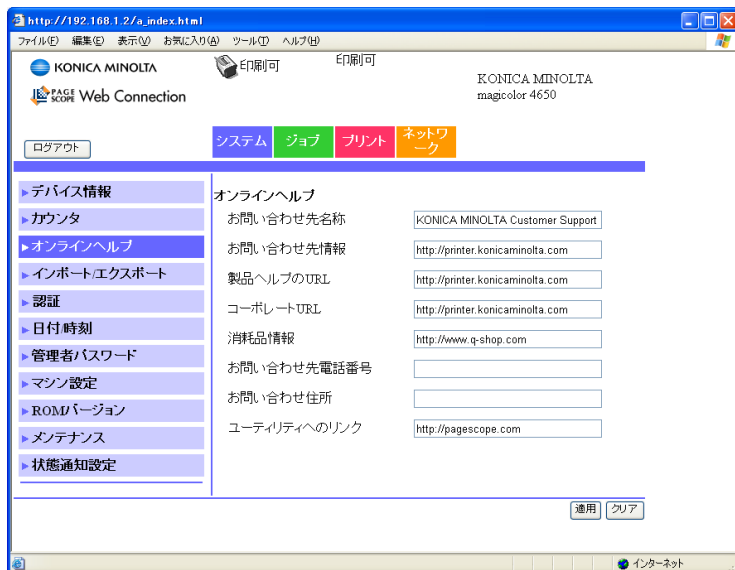 http://192.168.1.2/a_index.html
ファイル(F) 編集(E) 表示(V) お気に入り(A) ツール(T) ヘルプ(H)
KONICA MINOLTA
印刷可
印刷可
PAGE SCOPE Web Connection
KONICA MINOLTA
magicolor 4650
ログアウト
システム
ジョブ
プリント
ネットワ
ーク
デバイス情報
カウンタ
オンラインヘルプ
インポート/エクスポート
認証
日付/時刻
管理者パスワード
マシン設定
ROMバージョン
メンテナンス
状態通知設定
オンラインヘルプ
お問い合わせ先名称 KONICA MINOLTA Customer Support
お問い合わせ先情報 http://printer.konicaminolta.com
製品ヘルプのURL http://printer.konicaminolta.com
コーポレートURL http://printer.konicaminolta.com
消耗品情報 http://www.q-shop.com
お問い合わせ先電話番号
お問い合わせ住所
ユーティリティへのリンク http://pagescope.com
適用 クリア
インターネット